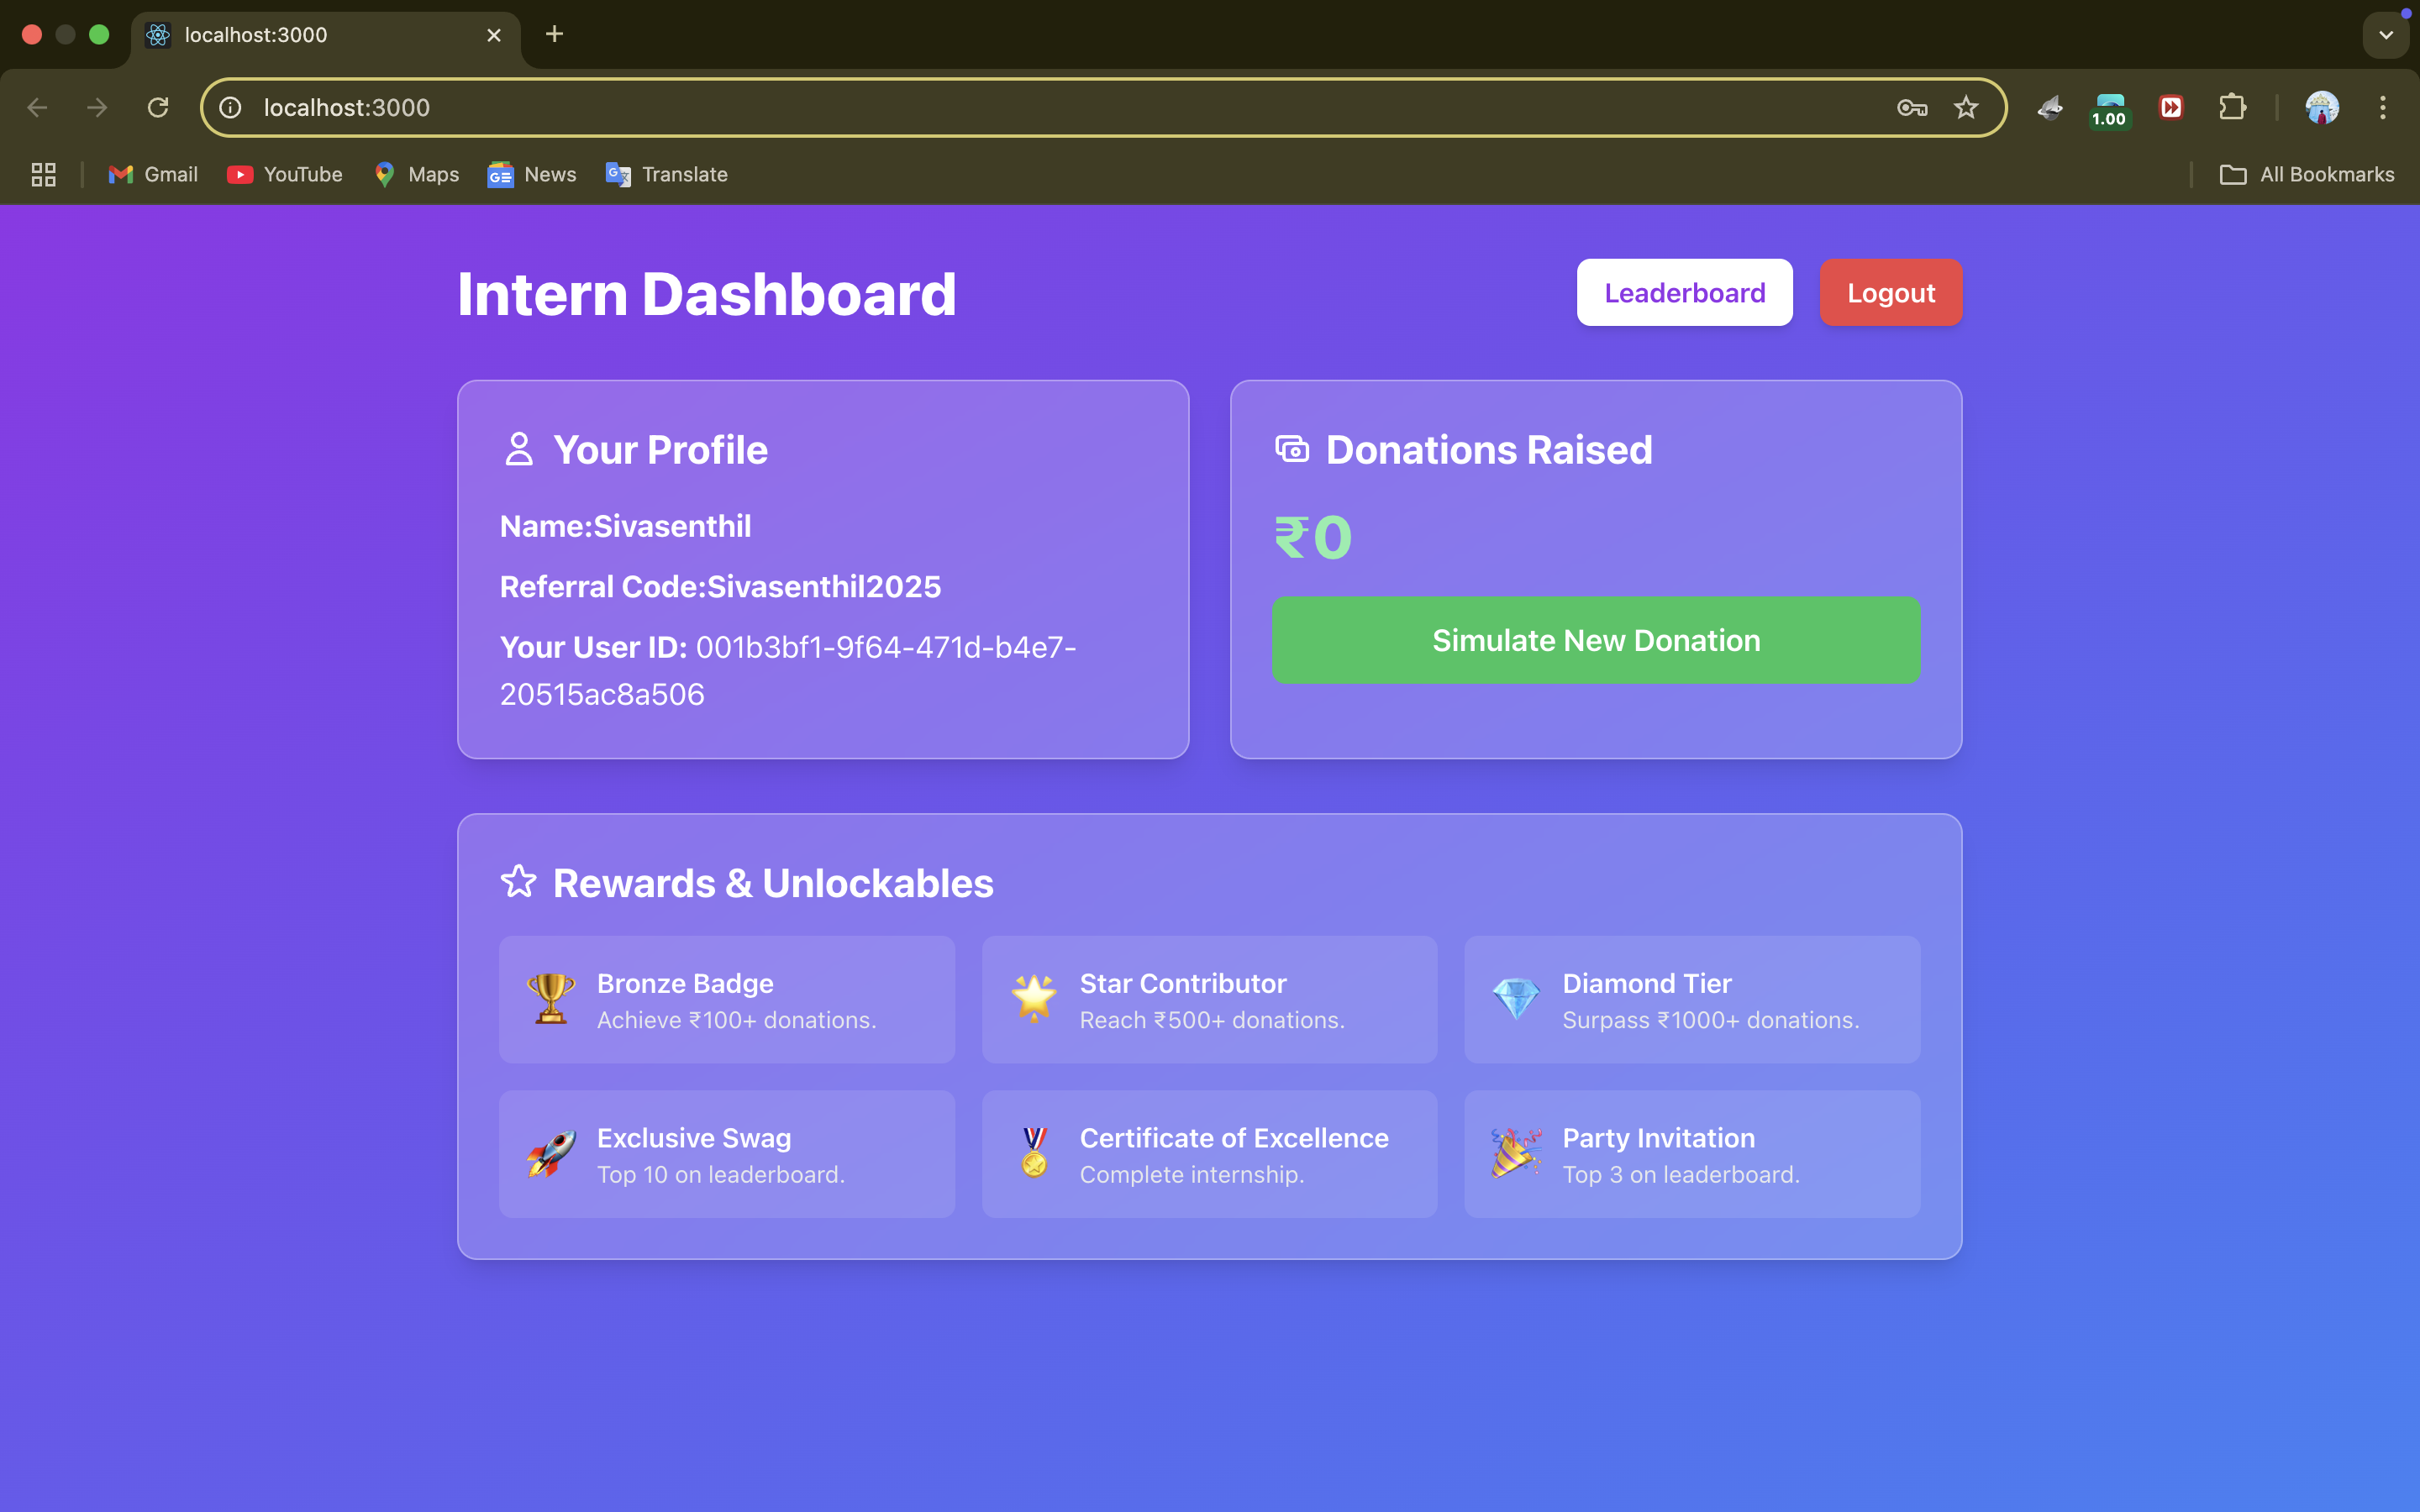 localhost:3000
localhost:3000
1.00
Gmail YouTube Maps News Translate All Bookmarks
Intern Dashboard
Leaderboard
Logout
Your Profile
Name:Sivasenthil
Referral Code:Sivasenthil2025
Your User ID: 001b3bf1-9f64-471d-b4e7-
20515ac8a506
Donations Raised
₹0
Simulate New Donation
Rewards & Unlockables
Bronze Badge
Achieve ₹100+ donations.
Star Contributor
Reach ₹500+ donations.
Diamond Tier
Surpass ₹1000+ donations.
Exclusive Swag
Top 10 on leaderboard.
Certificate of Excellence
Complete internship.
Party Invitation
Top 3 on leaderboard.